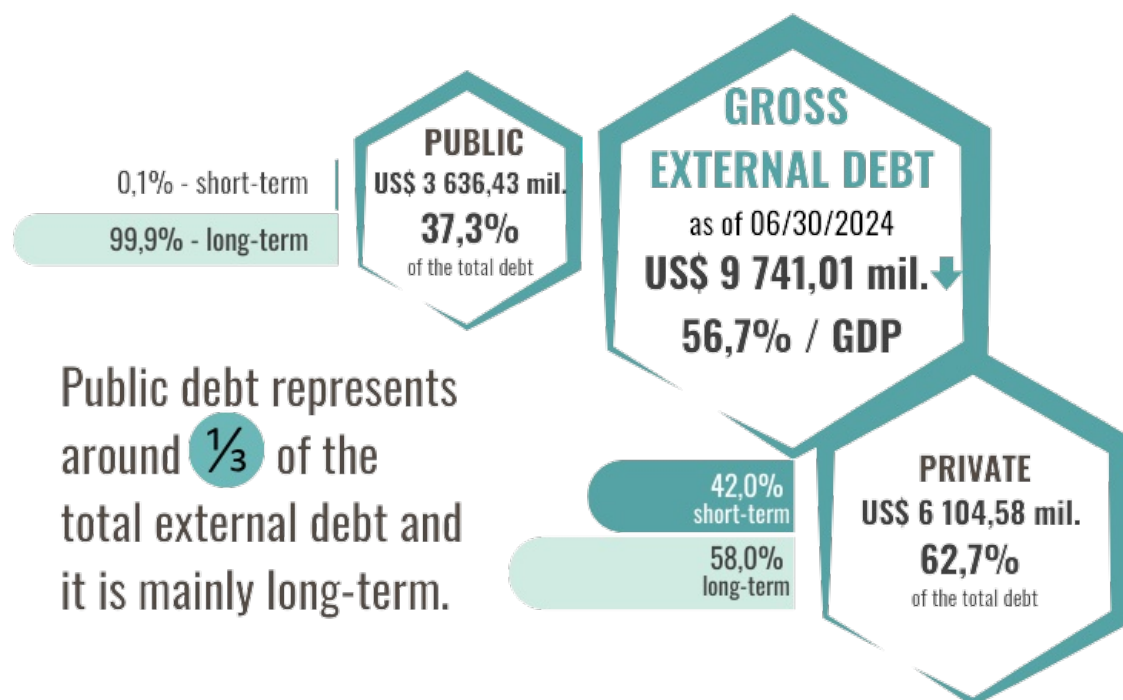 GROSS
EXTERNAL DEBT
as of 06/30/2024
US$ 9 741,01 mil.
56,7% / GDP
PUBLIC
US$ 3 636,43 mil.
37,3%
of the total debt
0,1% - short-term
99,9% - long-term
Public debt represents
around ⅓ of the
total external debt and
it is mainly long-term.
PRIVATE
US$ 6 104,58 mil.
62,7%
of the total debt
42,0%
short-term
58,0%
long-term